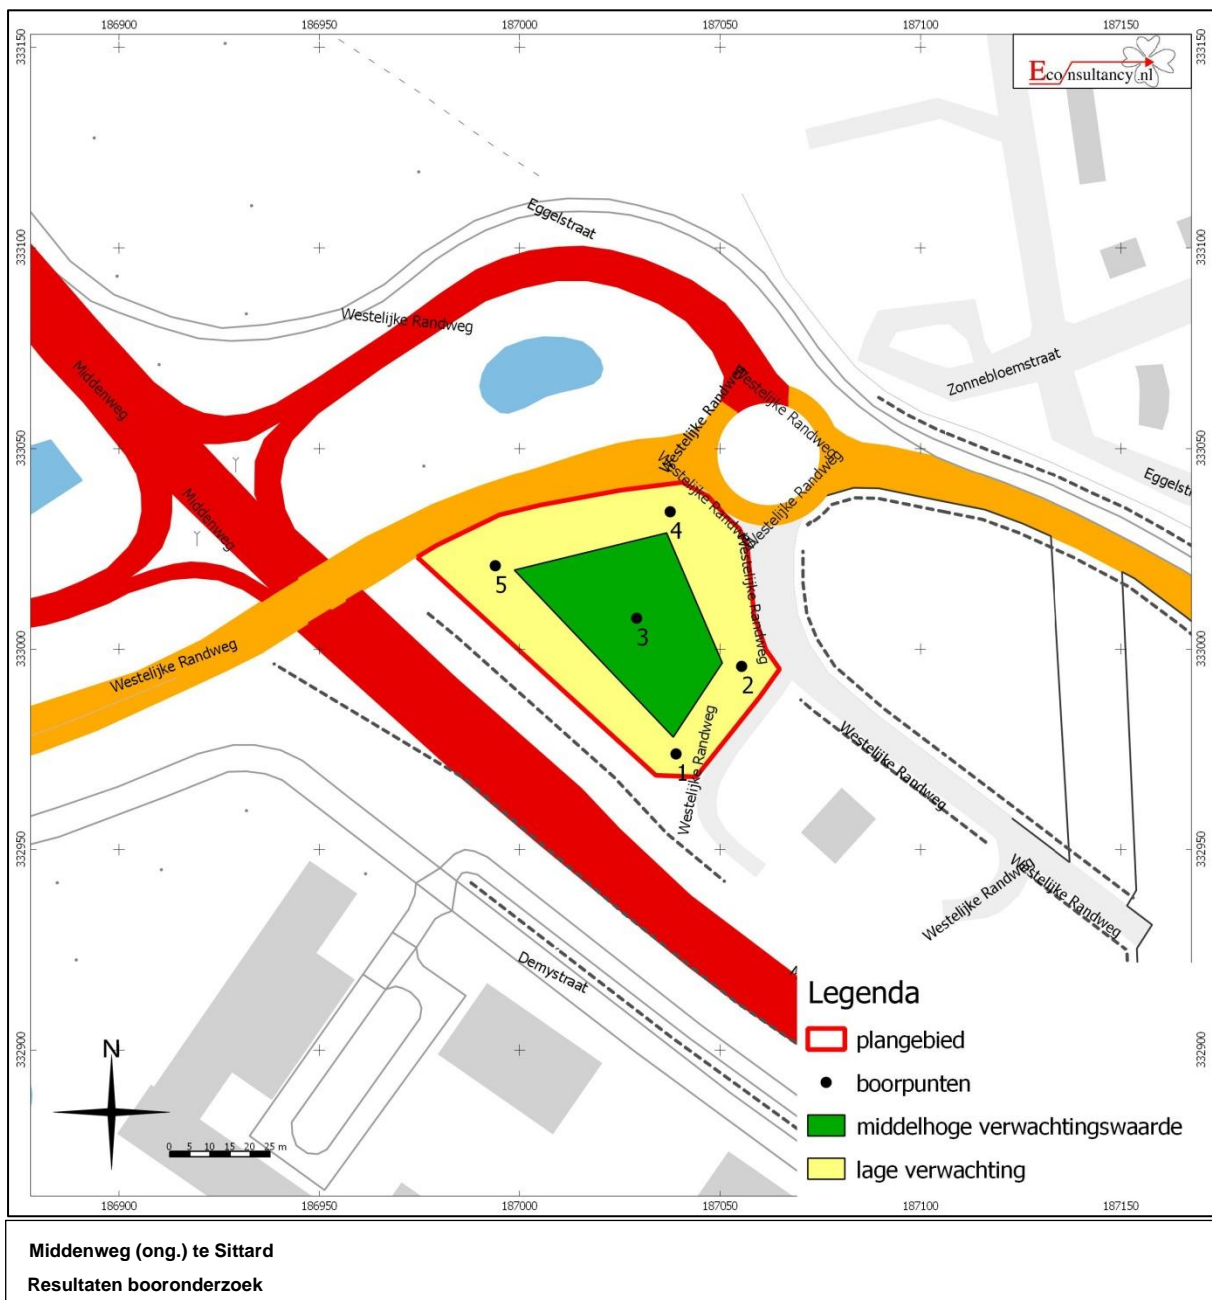 186900 186950 187000 187050 187100 187150
333150
333150
Econsultancy.nl
Eggelstraat
333100
333100
Westelijke Randweg
Zonnebloemstraat
Middenweg
Westelijke Randweg
Westelijke Randweg
333050
333050
Westelijke Randweg
Westelijke Randweg
Eggelst
Middenweg
4
5
Westelijke Randweg
3
333000
333000
Westelijke Randweg
2
Westelijke Randweg
1
Westelijke Randweg
332950
332950
Westelijke Randweg
Westelijke Randweg
Demystraat
Legenda
plangebied
boorpunten
middelhoge verwachtingswaarde
lage verwachting
332900
332900
N
0 5 10 15 20 25 m
186900 186950 187000 187050 187100 187150
Middenweg (ong.) te Sittard
Resultaten booronderzoek